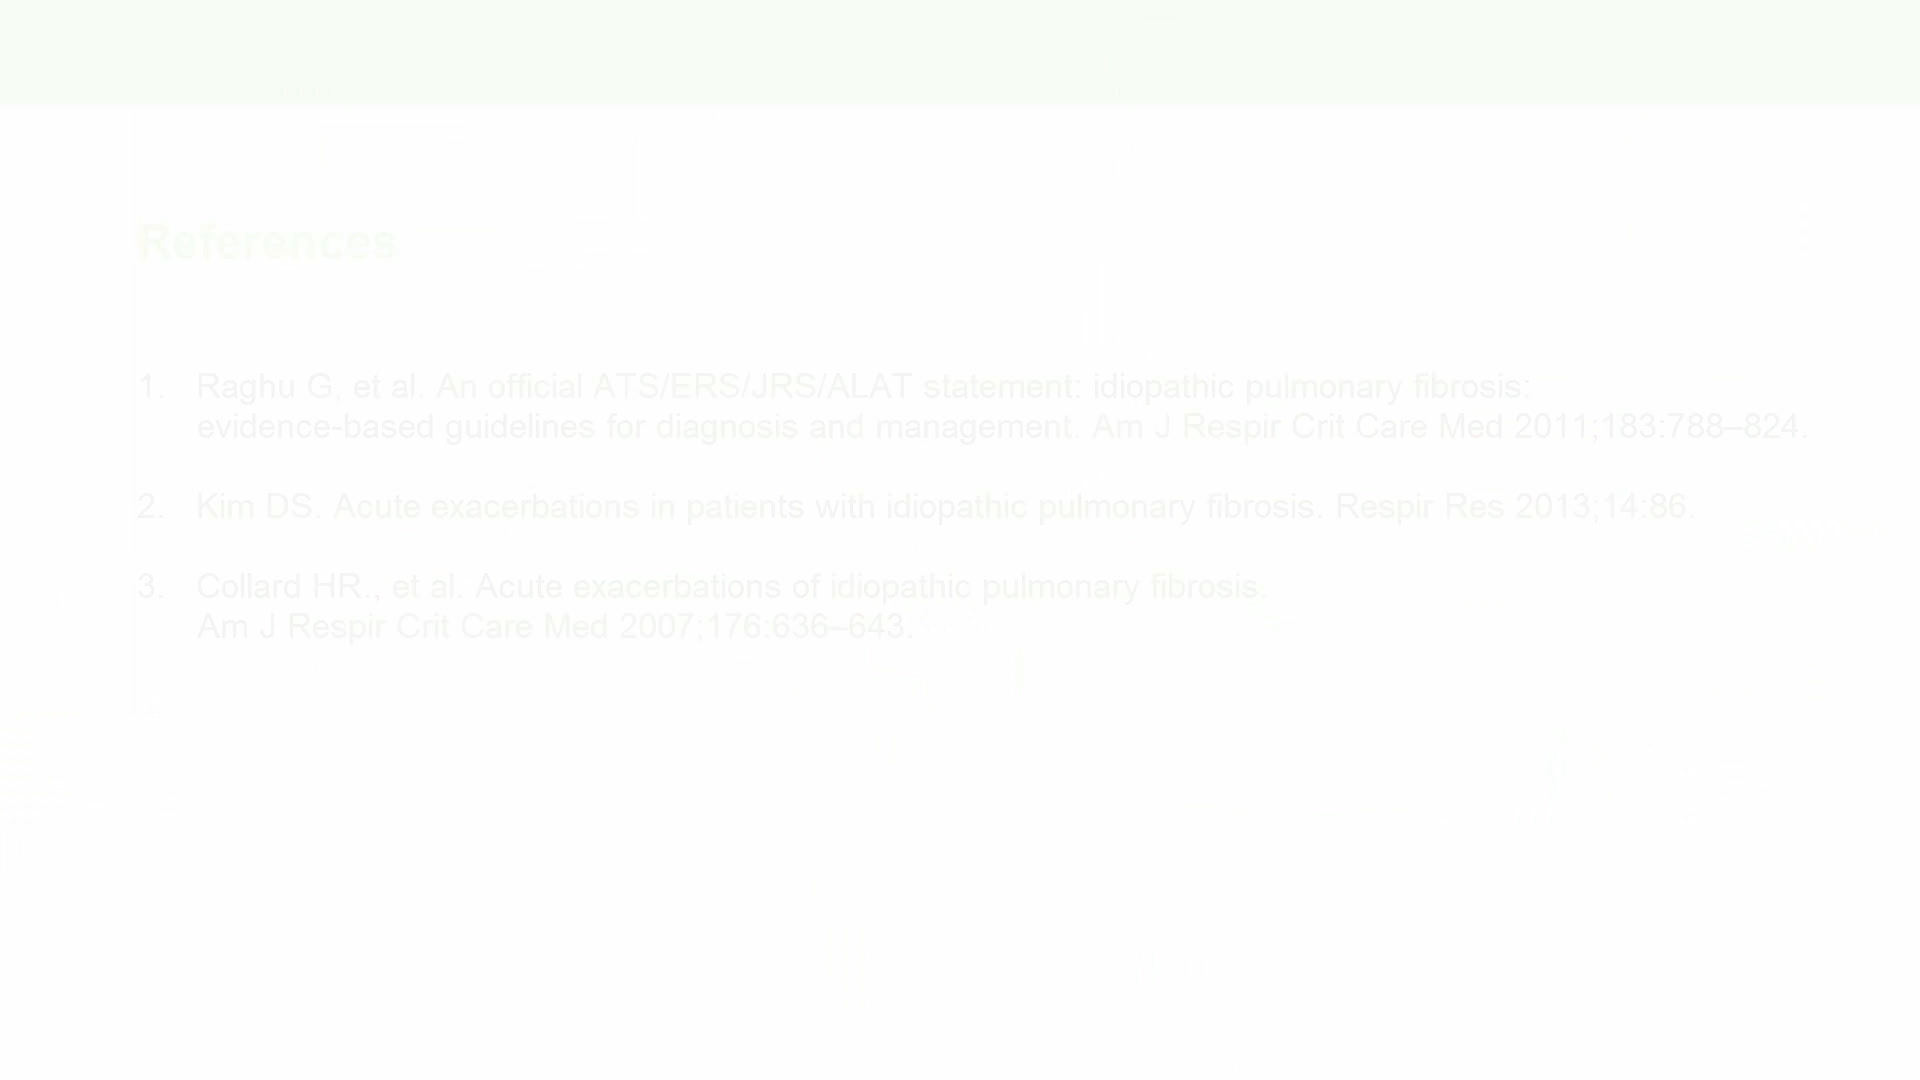 References
1. Raghu G, et al. An official ATS/ERS/JRS/ALAT statement: idiopathic pulmonary fibrosis:
evidence-based guidelines for diagnosis and management. Am J Respir Crit Care Med 2011;183:788–824.
2. Kim DS. Acute exacerbations in patients with idiopathic pulmonary fibrosis. Respir Res 2013;14:86.
3. Collard HR., et al. Acute exacerbations of idiopathic pulmonary fibrosis.
Am J Respir Crit Care Med 2007;176:636–643.